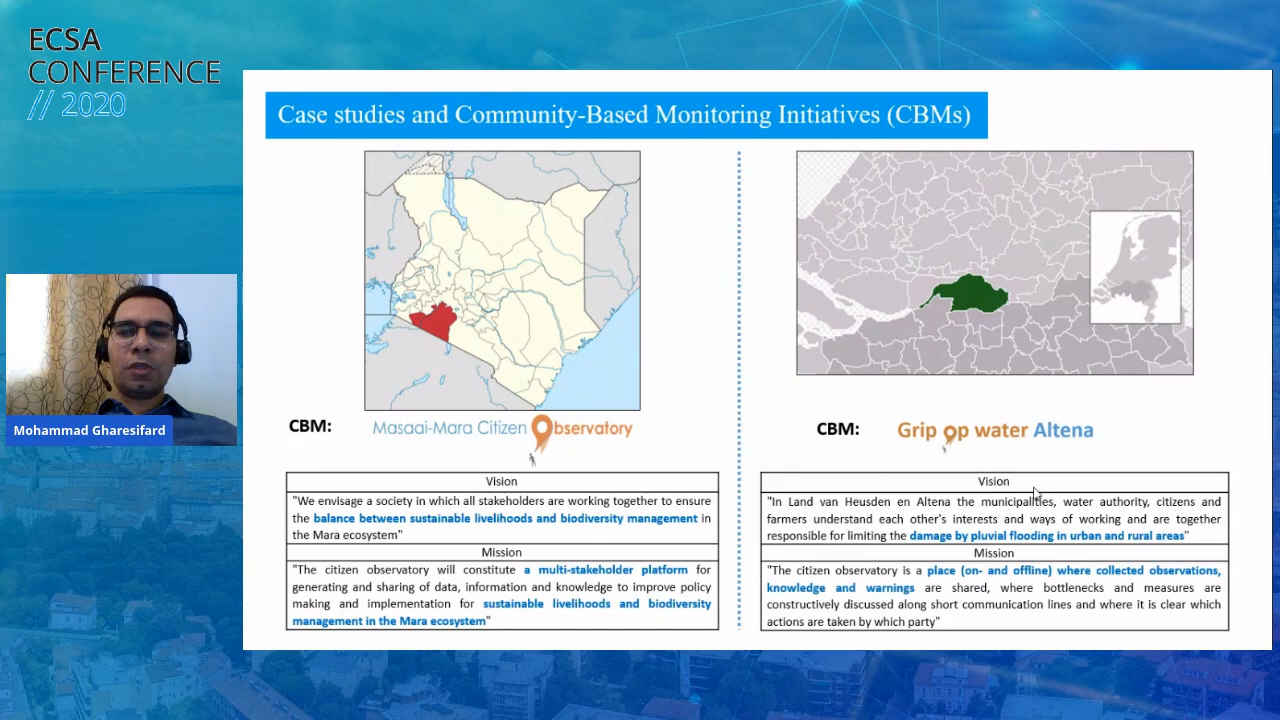 ECSA
CONFERENCE
// 2020
Case studies and Community-Based Monitoring Initiatives (CBMs)
CBM:
Masaai-Mara Citizen Observatory
Vision
"We envisage a society in which all stakeholders are working together to ensure
the balance between sustainable livelihoods and biodiversity management in
the Mara ecosystem"
Mission
"The citizen observatory will constitute a multi-stakeholder platform for
generating and sharing of data, information and knowledge to improve policy
making and implementation for sustainable livelihoods and biodiversity
management in the Mara ecosystem"
CBM:
Grip op water Altena
Vision
"In Land van Heusden en Altena the municipalities, water authority, citizens and
farmers understand each other's interests and ways of working and are together
responsible for limiting the damage by pluvial flooding in urban and rural areas"
Mission
"The citizen observatory is a place (on- and offline) where collected observations,
knowledge and warnings are shared, where bottlenecks and measures are
constructively discussed along short communication lines and where it is clear which
actions are taken by which party"
Mohammad Gharesifard